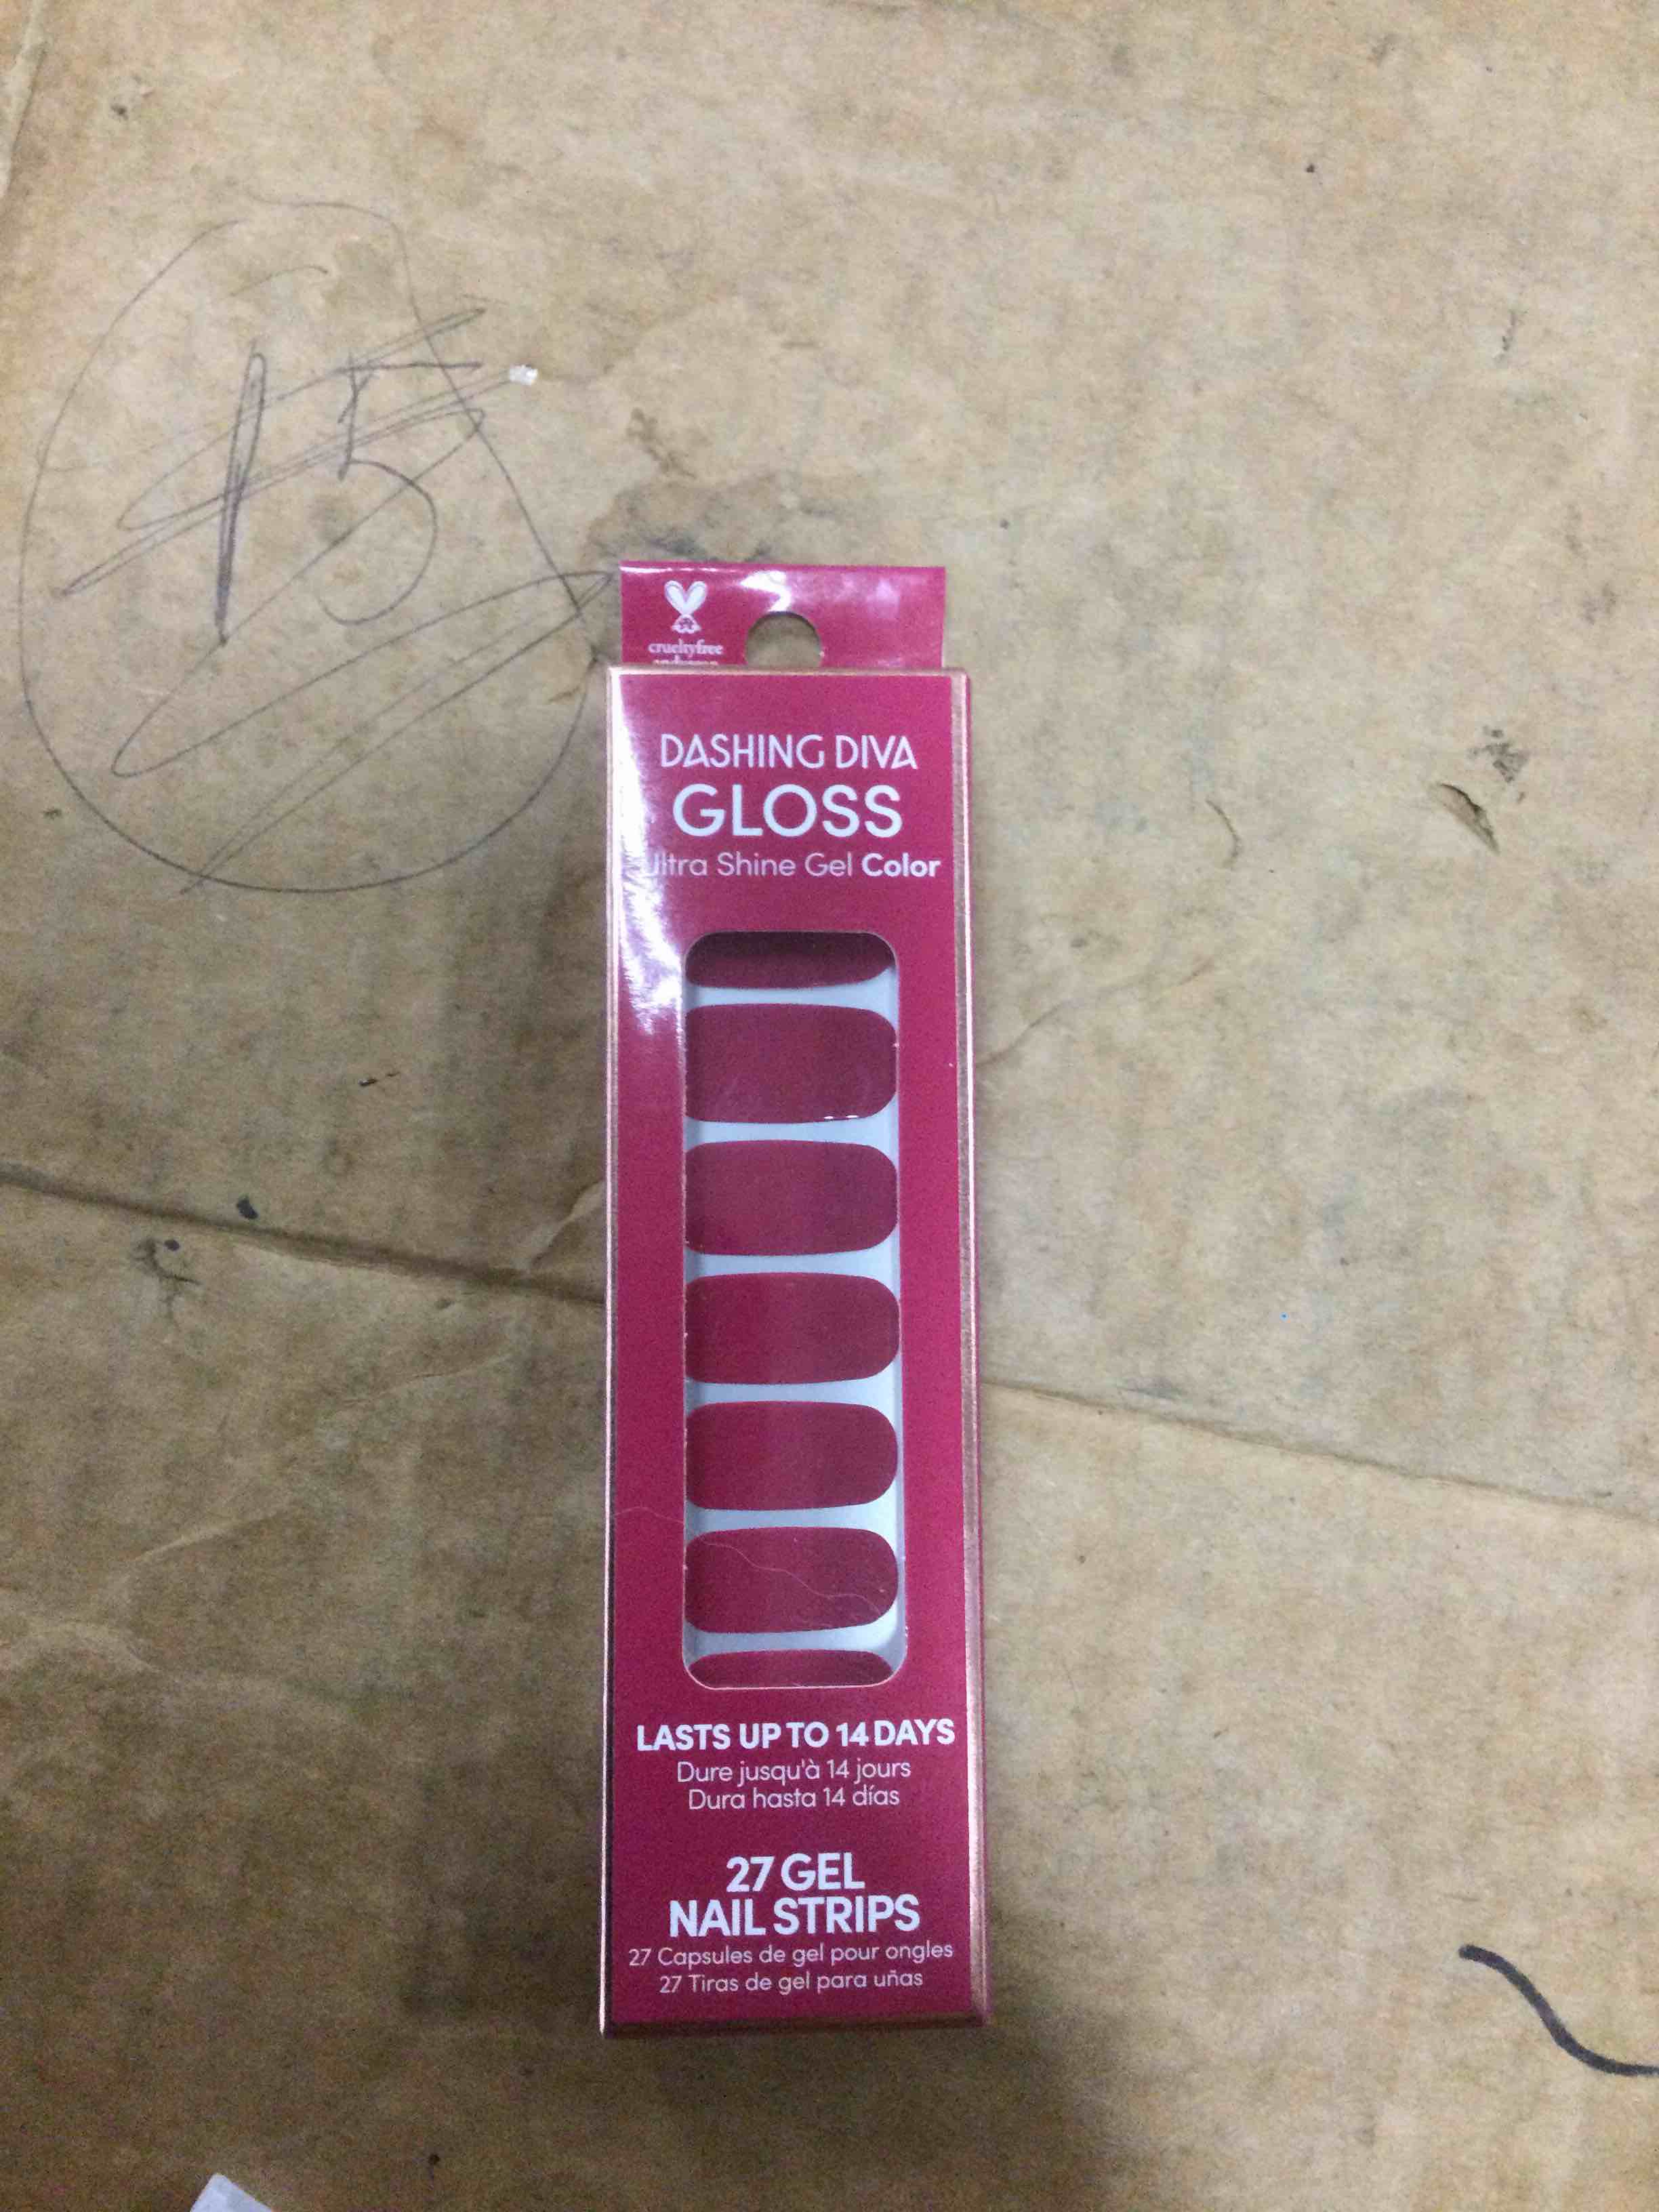 15
crueltyfree
DASHING DIVA
GLOSS
Ultra Shine Gel Color
LASTS UP TO 14 DAYS
Dure jusqu'à 14 jours
Dura hasta 14 días
27 GEL
NAIL STRIPS
27 Capsules de gel pour ongles
27 Tiras de gel para uñas